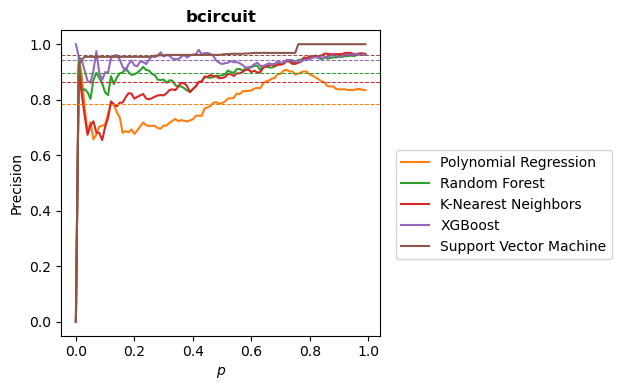 bcircuit
Precision
1.0
0.8
0.6
0.4
0.2
0.0
0.0 0.2 0.4 0.6 0.8 1.0
p
Polynomial Regression
Random Forest
K-Nearest Neighbors
XGBoost
Support Vector Machine